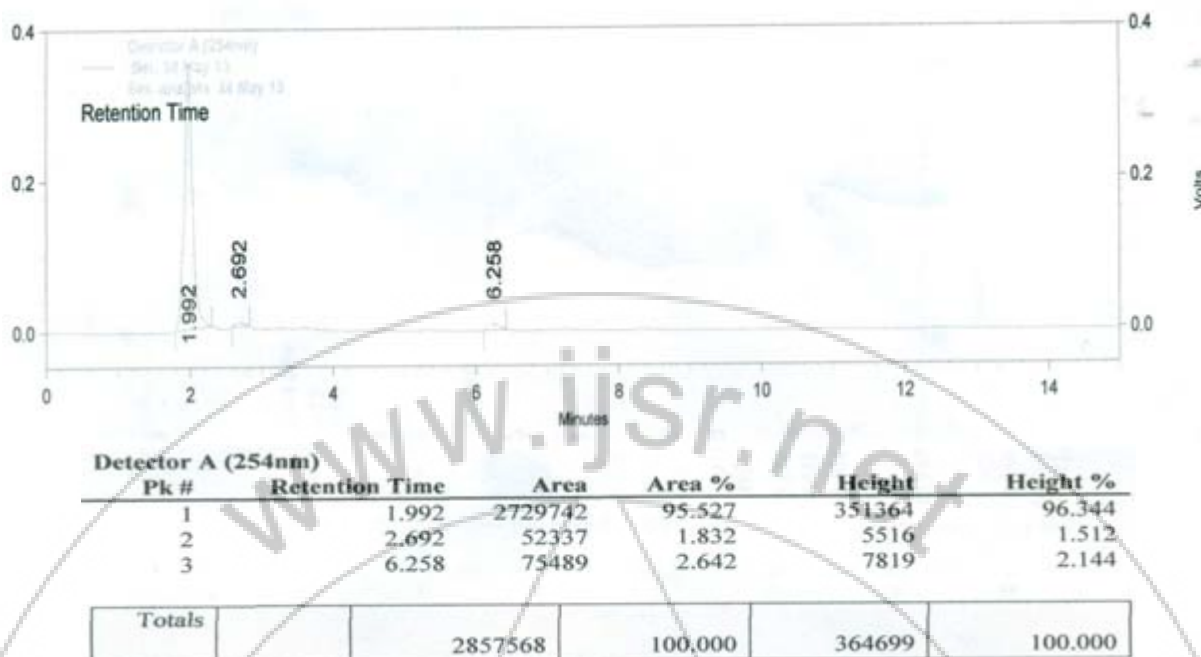 0.4 0.4
Detector A (254nm)
Retention Time
0.2 0.2
Volts
1.992
2.692
6.258
0.0 0.0
0 2 4 6 8 10 12 14
Minutes
www.ijsr.net
Detector A (254nm)
Pk # Retention Time Area Area % Height Height %
1 1.992 2729742 95.527 351364 96.344
2 2.692 52337 1.832 5516 1.512
3 6.258 75489 2.642 7819 2.144
Totals
2857568 100.000 364699 100.000